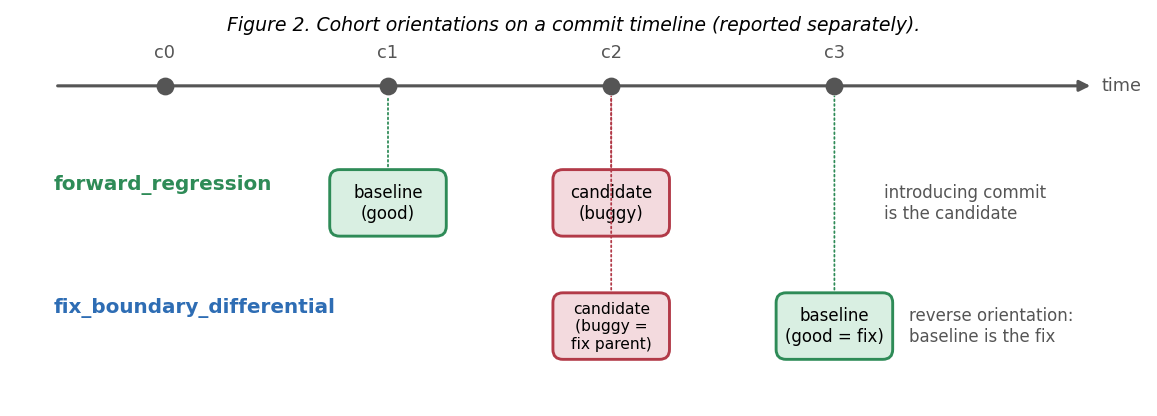 Figure 2. Cohort orientations on a commit timeline (reported separately).
c0
c1
c2
c3
time
forward_regression
baseline
(good)
candidate
(buggy)
introducing commit
is the candidate
fix_boundary_differential
candidate
(buggy =
fix parent)
baseline
(good = fix)
reverse orientation:
baseline is the fix